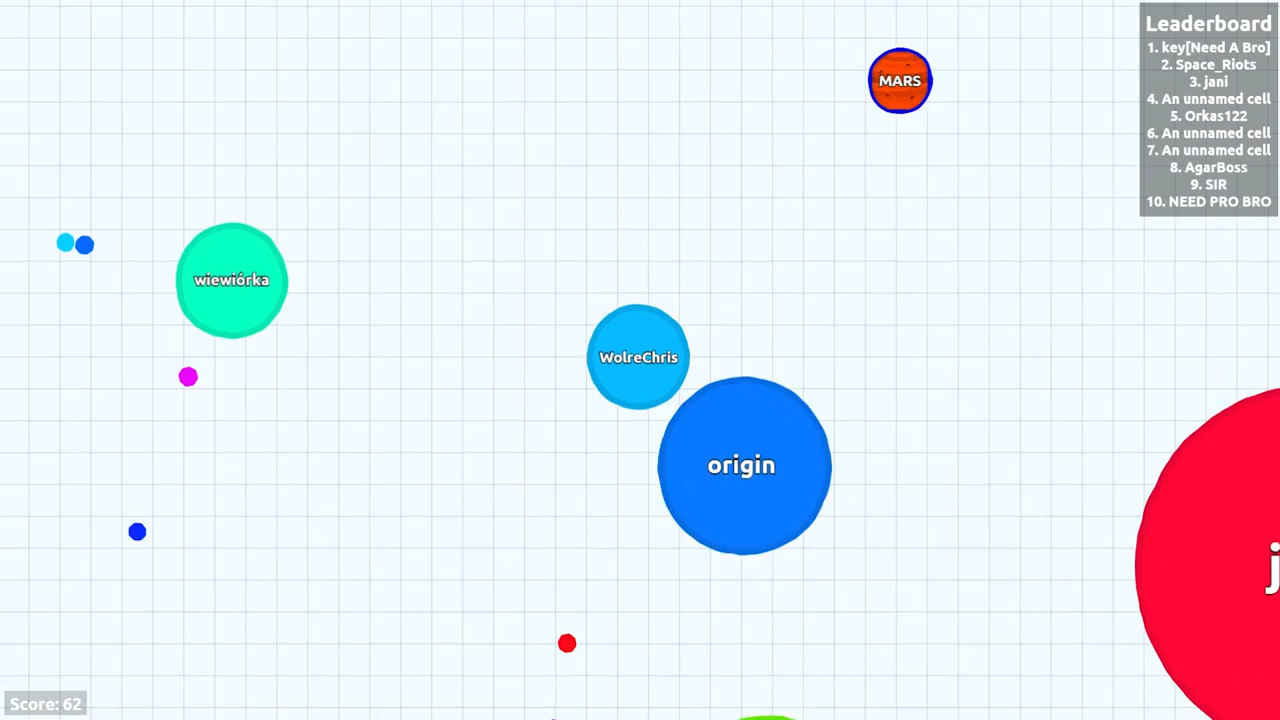 Leaderboard
1. key[Need A Bro]
2. Space_Riots
3. jani
4. An unnamed cell
5. Orkas122
6. An unnamed cell
7. An unnamed cell
8. AgarBoss
9. SIR
10. NEED PRO BRO
MARS
wiewiórka
WolreChris
origin
j
Score: 62